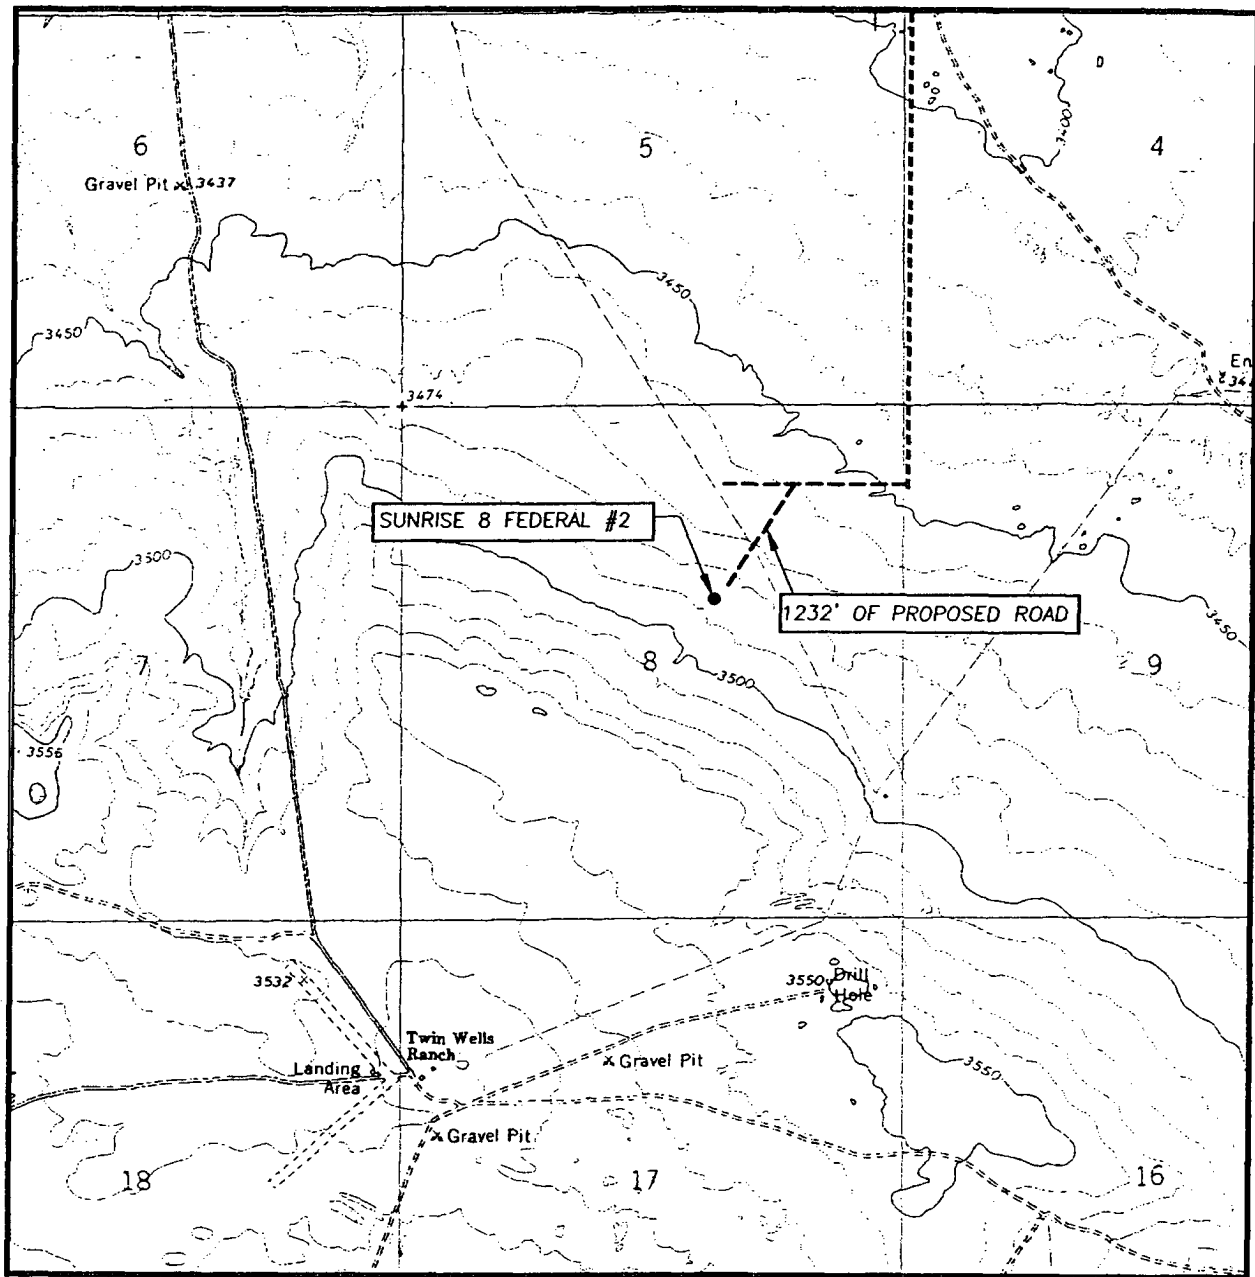 6
5
4
3400
Gravel Pit
3437
3450
3450
3474
SUNRISE 8 FEDERAL #2
3500
1232' OF PROPOSED ROAD
3450
7
8
3500
9
3556
3532
3550
Drill
Hole
Twin Wells
Ranch
Landing
Area
Gravel Pit
3550
Gravel Pit
18
17
16